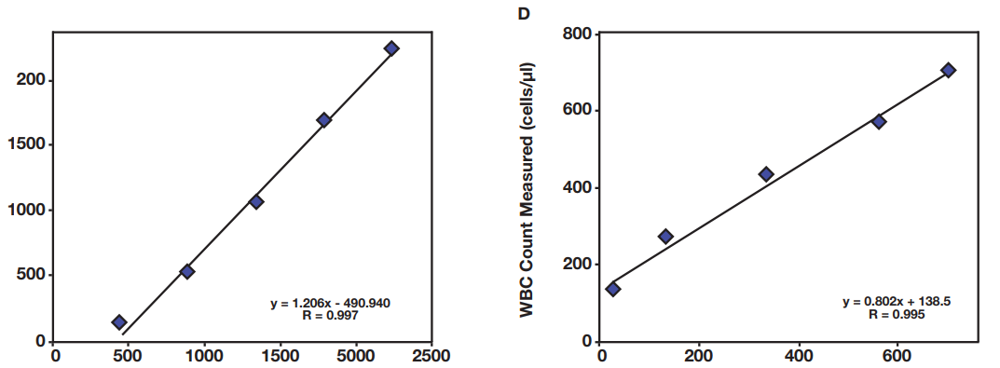 200
1500
1000
500
0
0 500 1000 1500 5000 2500
y = 1.206x - 490.940
R = 0.997
D
WBC Count Measured (cells/µl)
800
600
400
200
0
0 200 400 600
y = 0.802x + 138.5
R = 0.995